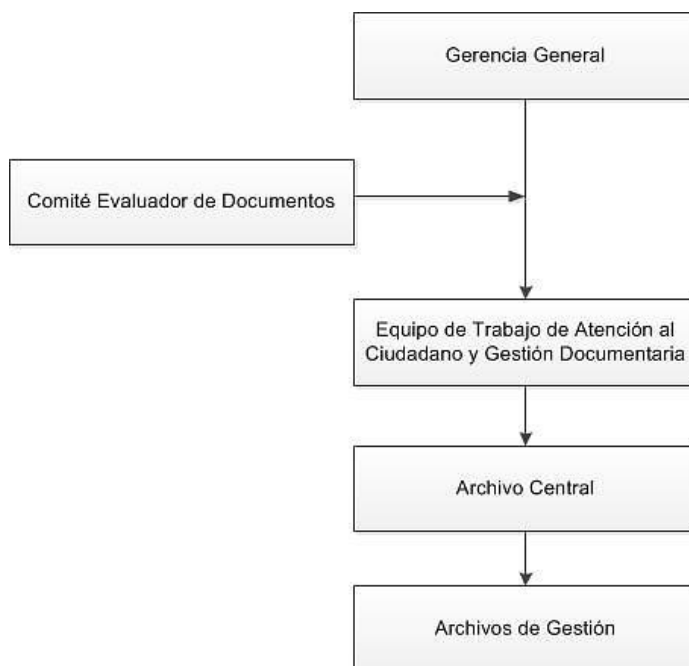 Gerencia General
Comité Evaluador de Documentos
Equipo de Trabajo de Atención al
Ciudadano y Gestión Documentaria
Archivo Central
Archivos de Gestión